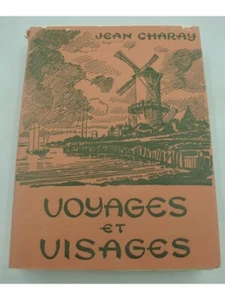 JEAN CHARAY
VOYAGES
ET
VISAGES